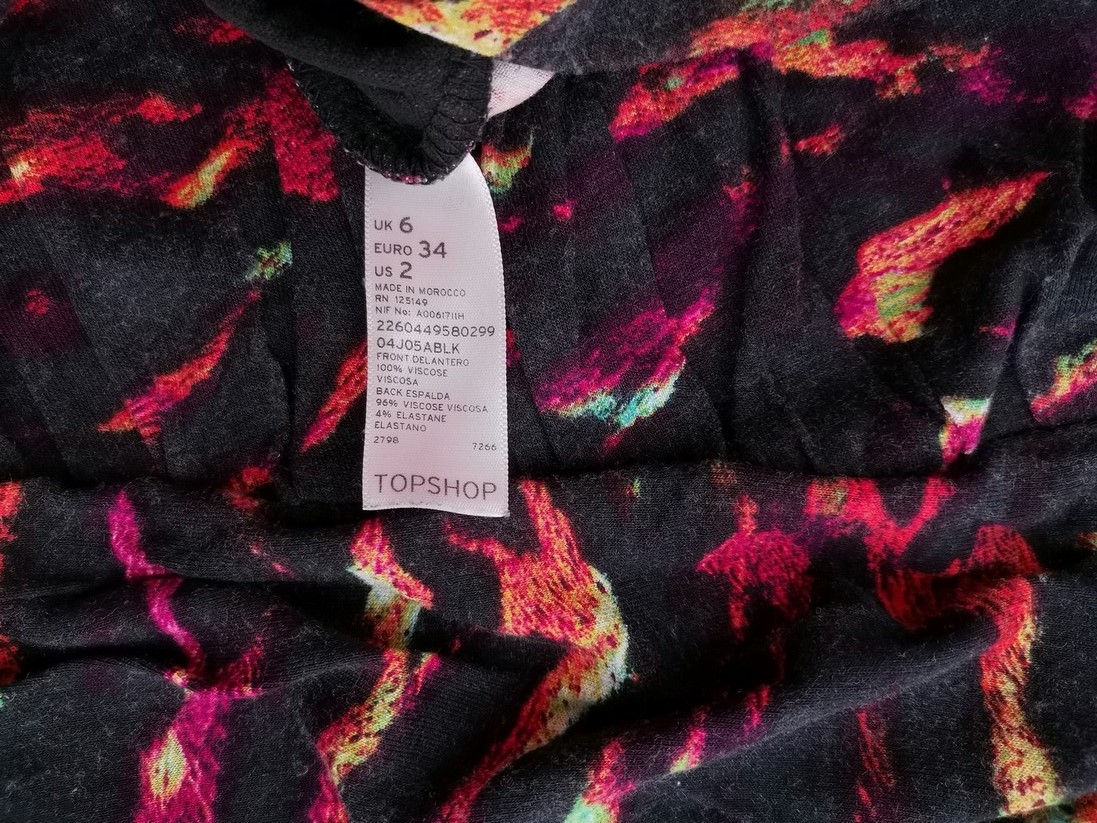 UK 6
EURO 34
US 2
MADE IN MOROCCO
RN 125149
NIF No: A0061711H
2260449580299
04J05ABLK
FRONT DELANTERO
100% VISCOSE
VISCOSA
BACK ESPALDA
96% VISCOSE VISCOSA
4% ELASTANE
ELASTANO
2798 7266
TOPSHOP